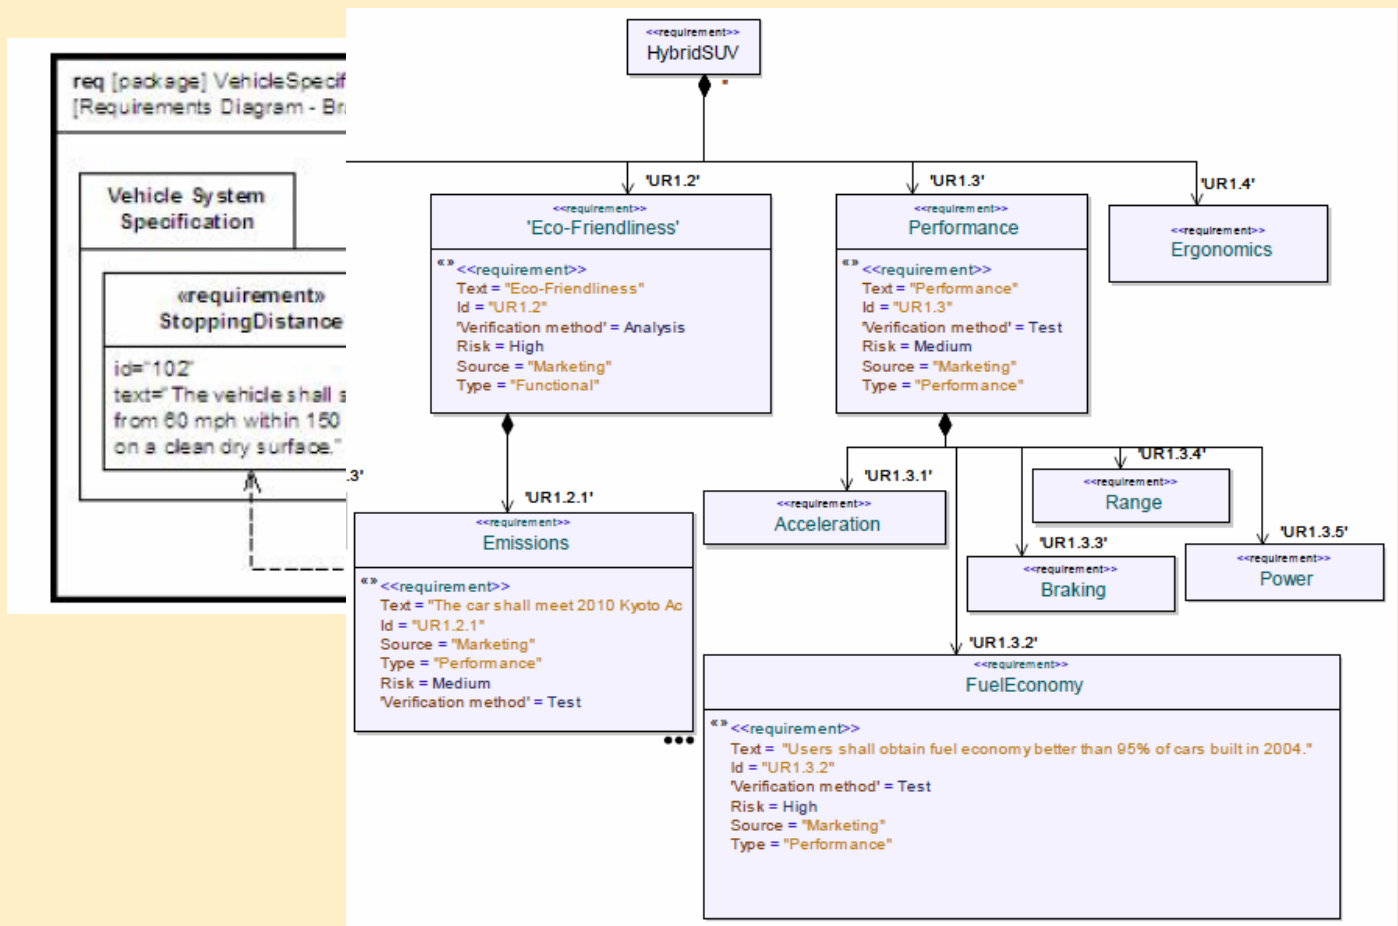 req [package] VehicleSpecif
[Requirements Diagram - Bra
Vehicle System
Specification
«requirement»
StoppingDistance
id="102"
text="The vehicle shall s
from 60 mph within 150
on a clean dry surface."
<<requirement>>
HybridSUV
'UR1.2'
<<requirement>>
'Eco-Friendliness'
«» <<requirement>>
Text = "Eco-Friendliness"
Id = "UR1.2"
'Verification method' = Analysis
Risk = High
Source = "Marketing"
Type = "Functional"
'UR1.3'
<<requirement>>
Performance
«» <<requirement>>
Text = "Performance"
Id = "UR1.3"
'Verification method' = Test
Risk = Medium
Source = "Marketing"
Type = "Performance"
'UR1.4'
<<requirement>>
Ergonomics
.3'
'UR1.2.1'
<<requirement>>
Emissions
«» <<requirement>>
Text = "The car shall meet 2010 Kyoto Ac
Id = "UR1.2.1"
Source = "Marketing"
Type = "Performance"
Risk = Medium
'Verification method' = Test
'UR1.3.1'
<<requirement>>
Acceleration
'UR1.3.4'
<<requirement>>
Range
'UR1.3.3'
<<requirement>>
Braking
'UR1.3.5'
<<requirement>>
Power
'UR1.3.2'
<<requirement>>
FuelEconomy
«» <<requirement>>
Text = "Users shall obtain fuel economy better than 95% of cars built in 2004."
Id = "UR1.3.2"
'Verification method' = Test
Risk = High
Source = "Marketing"
Type = "Performance"